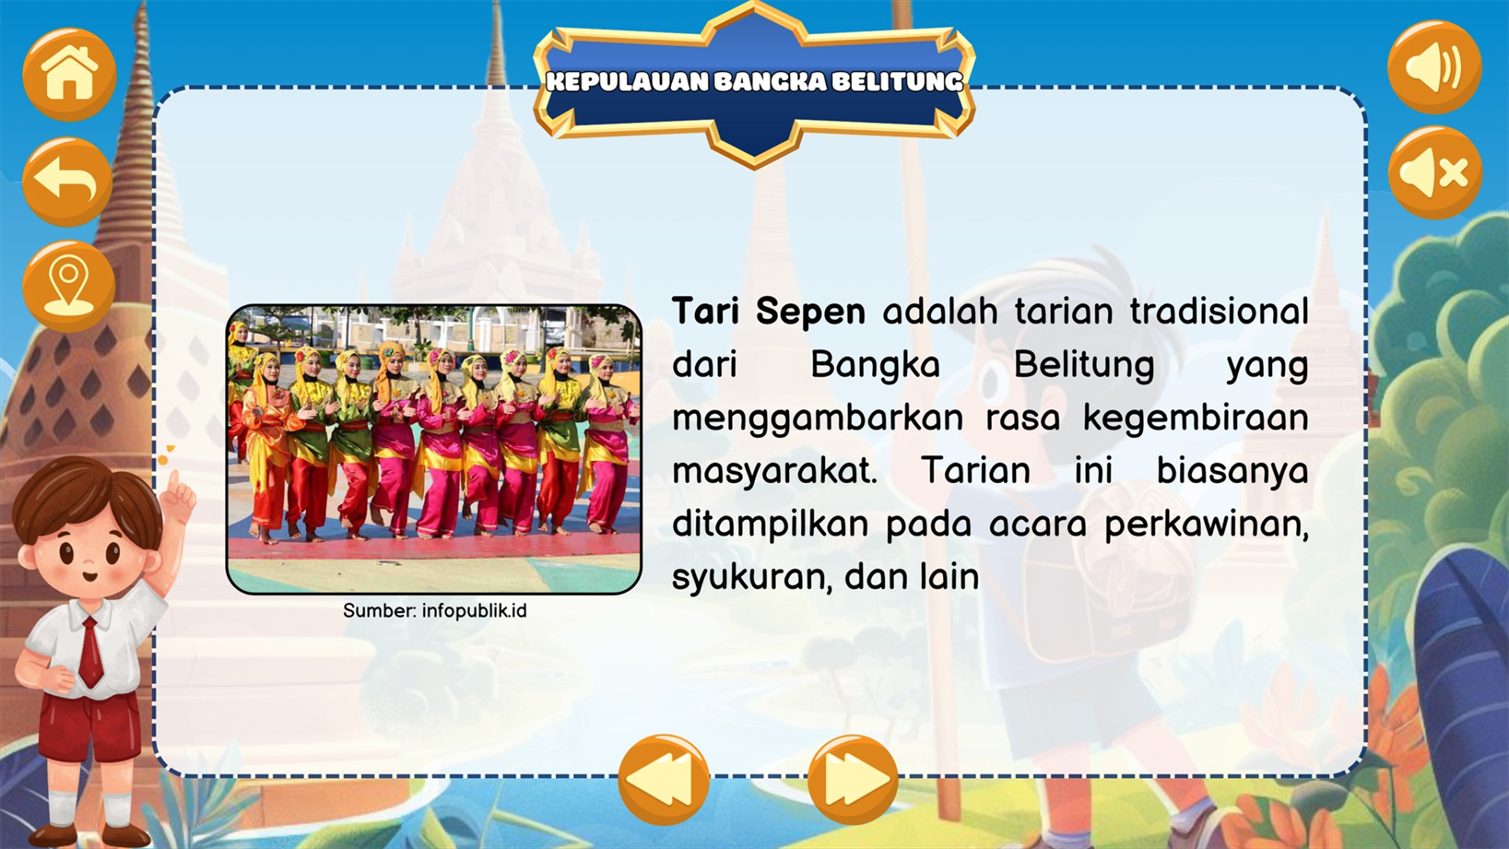 KEPULAUAN BANGKA BELITUNG
Tari Sepen adalah tarian tradisional
dari Bangka Belitung yang
menggambarkan rasa kegembiraan
masyarakat. Tarian ini biasanya
ditampilkan pada acara perkawinan,
syukuran, dan lain
Sumber: infopublik.id